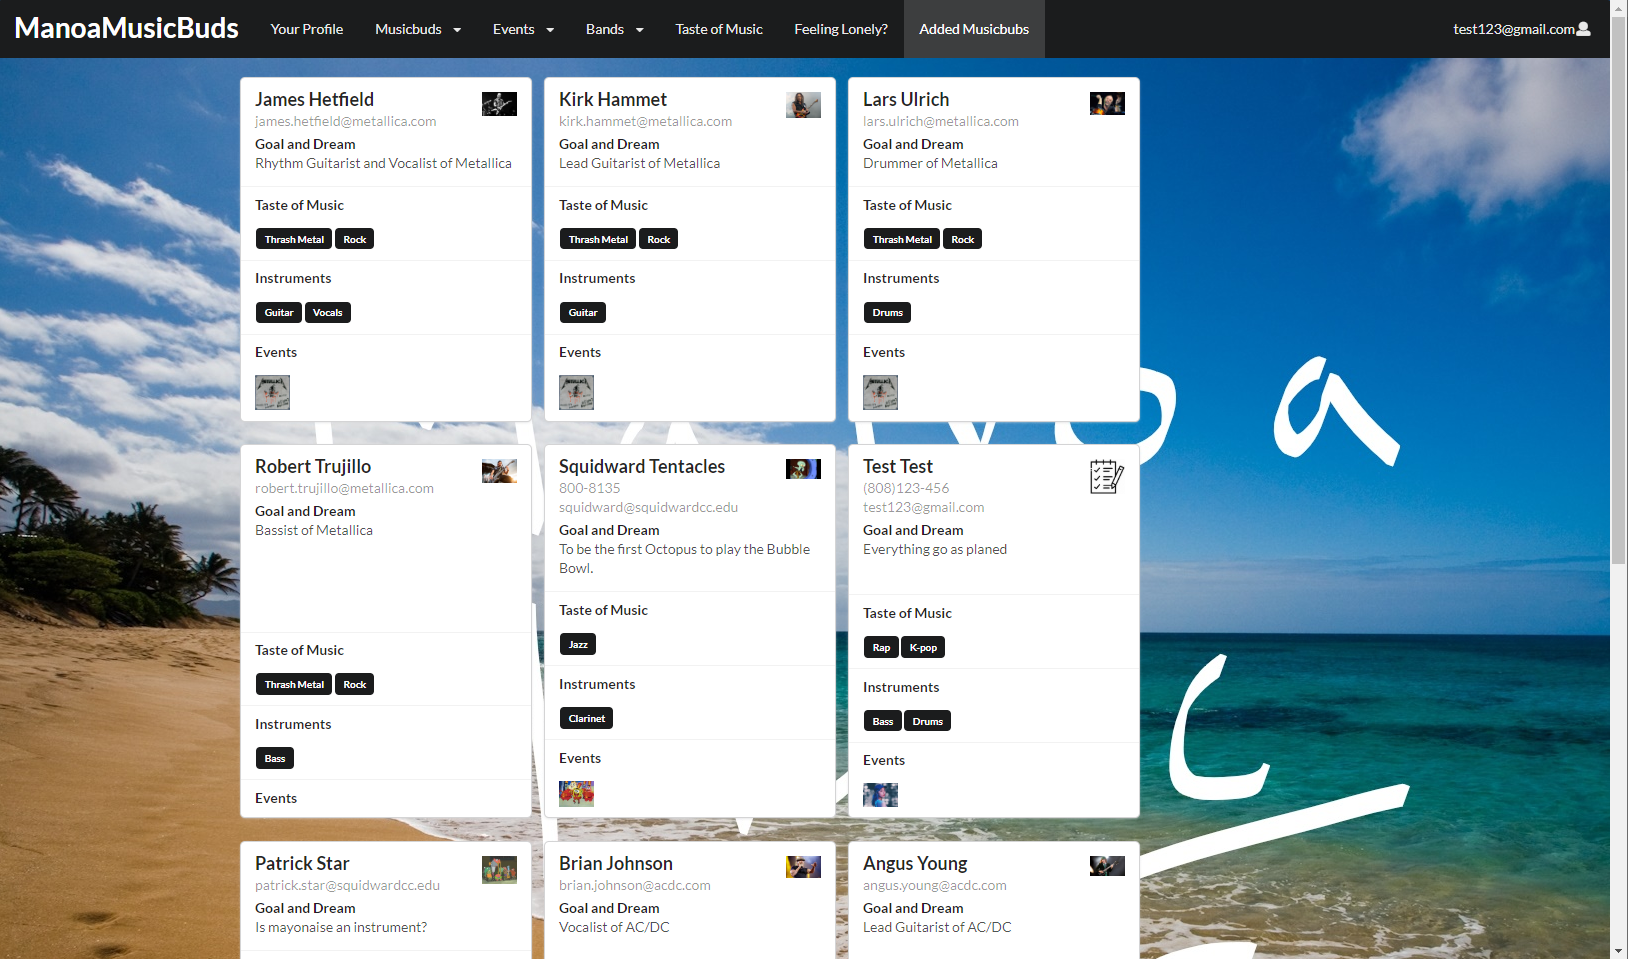 ManoaMusicBuds Your Profile Musicbuds Events Bands Taste of Music Feeling Lonely? Added Musicbubs test123@gmail.com
James Hetfield
james.hetfield@metallica.com
Goal and Dream
Rhythm Guitarist and Vocalist of Metallica
Taste of Music
Thrash Metal Rock
Instruments
Guitar Vocals
Events
Kirk Hammet
kirk.hammet@metallica.com
Goal and Dream
Lead Guitarist of Metallica
Taste of Music
Thrash Metal Rock
Instruments
Guitar
Events
Lars Ulrich
lars.ulrich@metallica.com
Goal and Dream
Drummer of Metallica
Taste of Music
Thrash Metal Rock
Instruments
Drums
Events
Robert Trujillo
robert.trujillo@metallica.com
Goal and Dream
Bassist of Metallica
Taste of Music
Thrash Metal Rock
Instruments
Bass
Events
Squidward Tentacles
800-8135
squidward@squidwardcc.edu
Goal and Dream
To be the first Octopus to play the Bubble
Bowl.
Taste of Music
Jazz
Instruments
Clarinet
Events
Test Test
(808)123-456
test123@gmail.com
Goal and Dream
Everything go as planed
Taste of Music
Rap K-pop
Instruments
Bass Drums
Events
Patrick Star
patrick.star@squidwardcc.edu
Goal and Dream
Is mayonaise an instrument?
Brian Johnson
brian.johnson@acdc.com
Goal and Dream
Vocalist of AC/DC
Angus Young
angus.young@acdc.com
Goal and Dream
Lead Guitarist of AC/DC